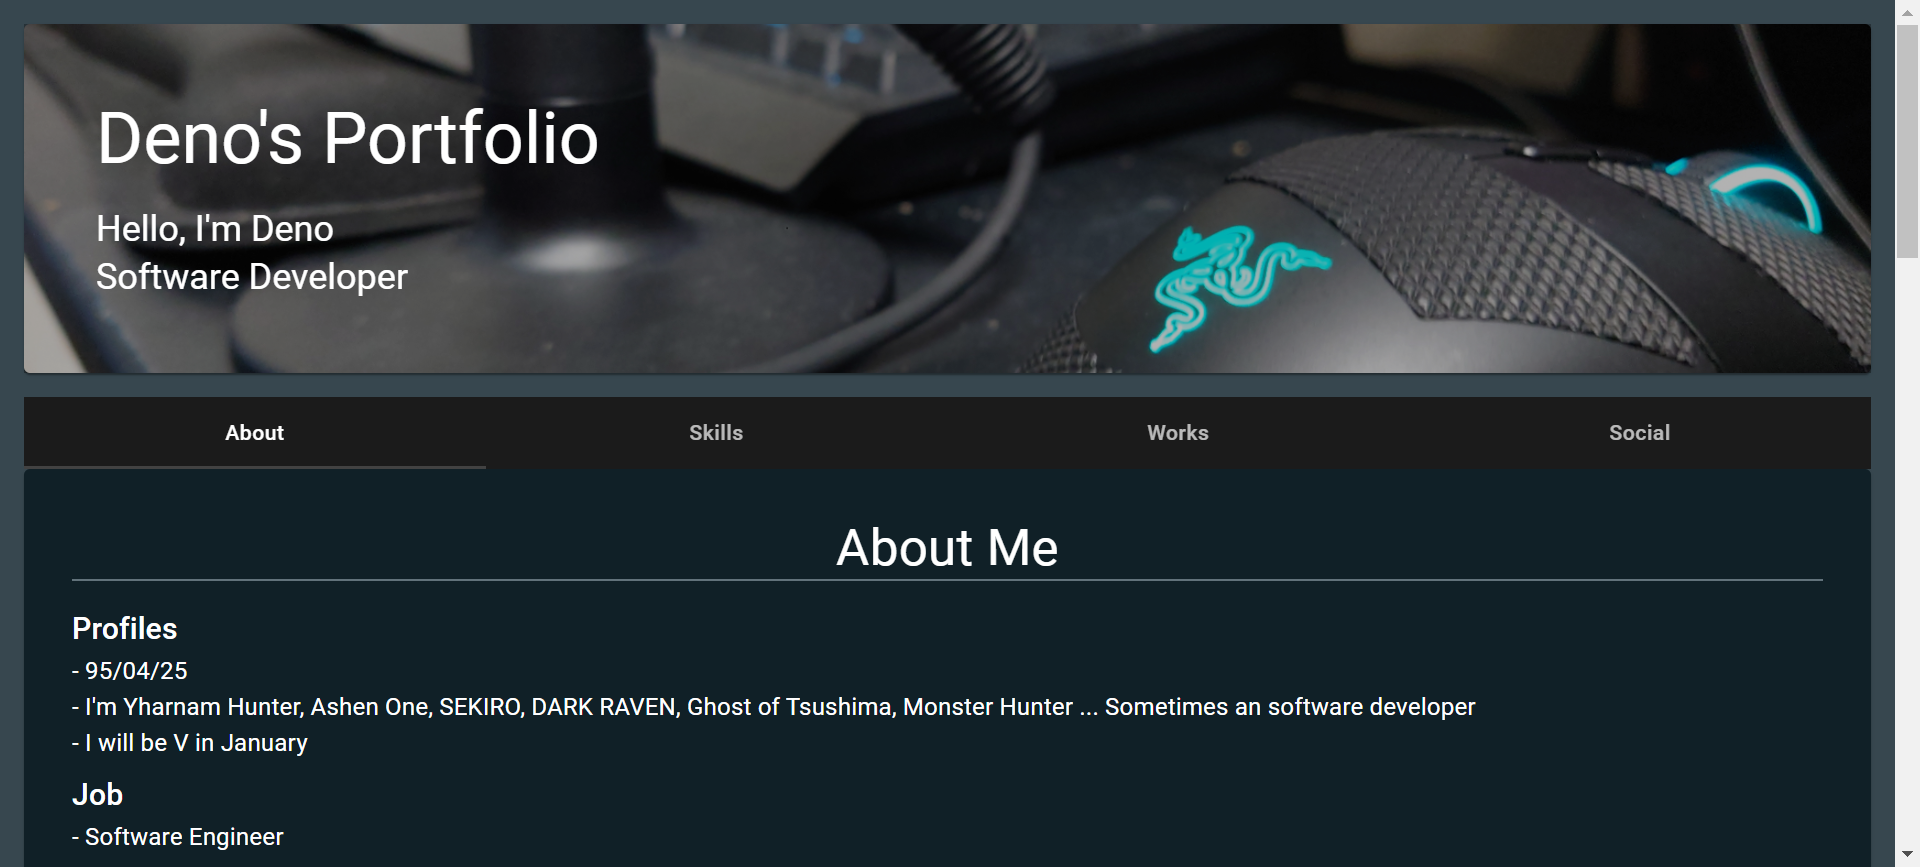 Deno's Portfolio
Hello, I'm Deno
Software Developer
About
Skills
Works
Social
About Me
Profiles
- 95/04/25
- I'm Yharnam Hunter, Ashen One, SEKIRO, DARK RAVEN, Ghost of Tsushima, Monster Hunter ... Sometimes an software developer
- I will be V in January
Job
- Software Engineer